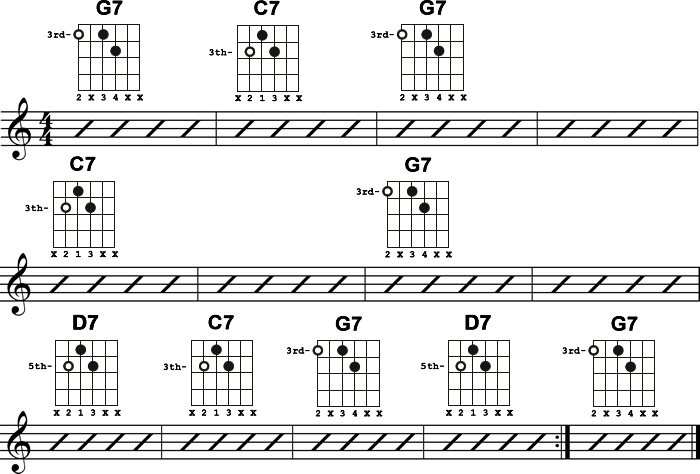 G7 C7 G7
3rd- 3th- 3rd-
2 x 3 4 x x x 2 1 3 x x 2 x 3 4 x x
4
4
C7 G7
3th- 3rd-
x 2 1 3 x x 2 x 3 4 x x
D7 C7 G7 D7 G7
5th- 3th- 3rd- 5th- 3rd-
x 2 1 3 x x x 2 1 3 x x 2 x 3 4 x x x 2 1 3 x x 2 x 3 4 x x